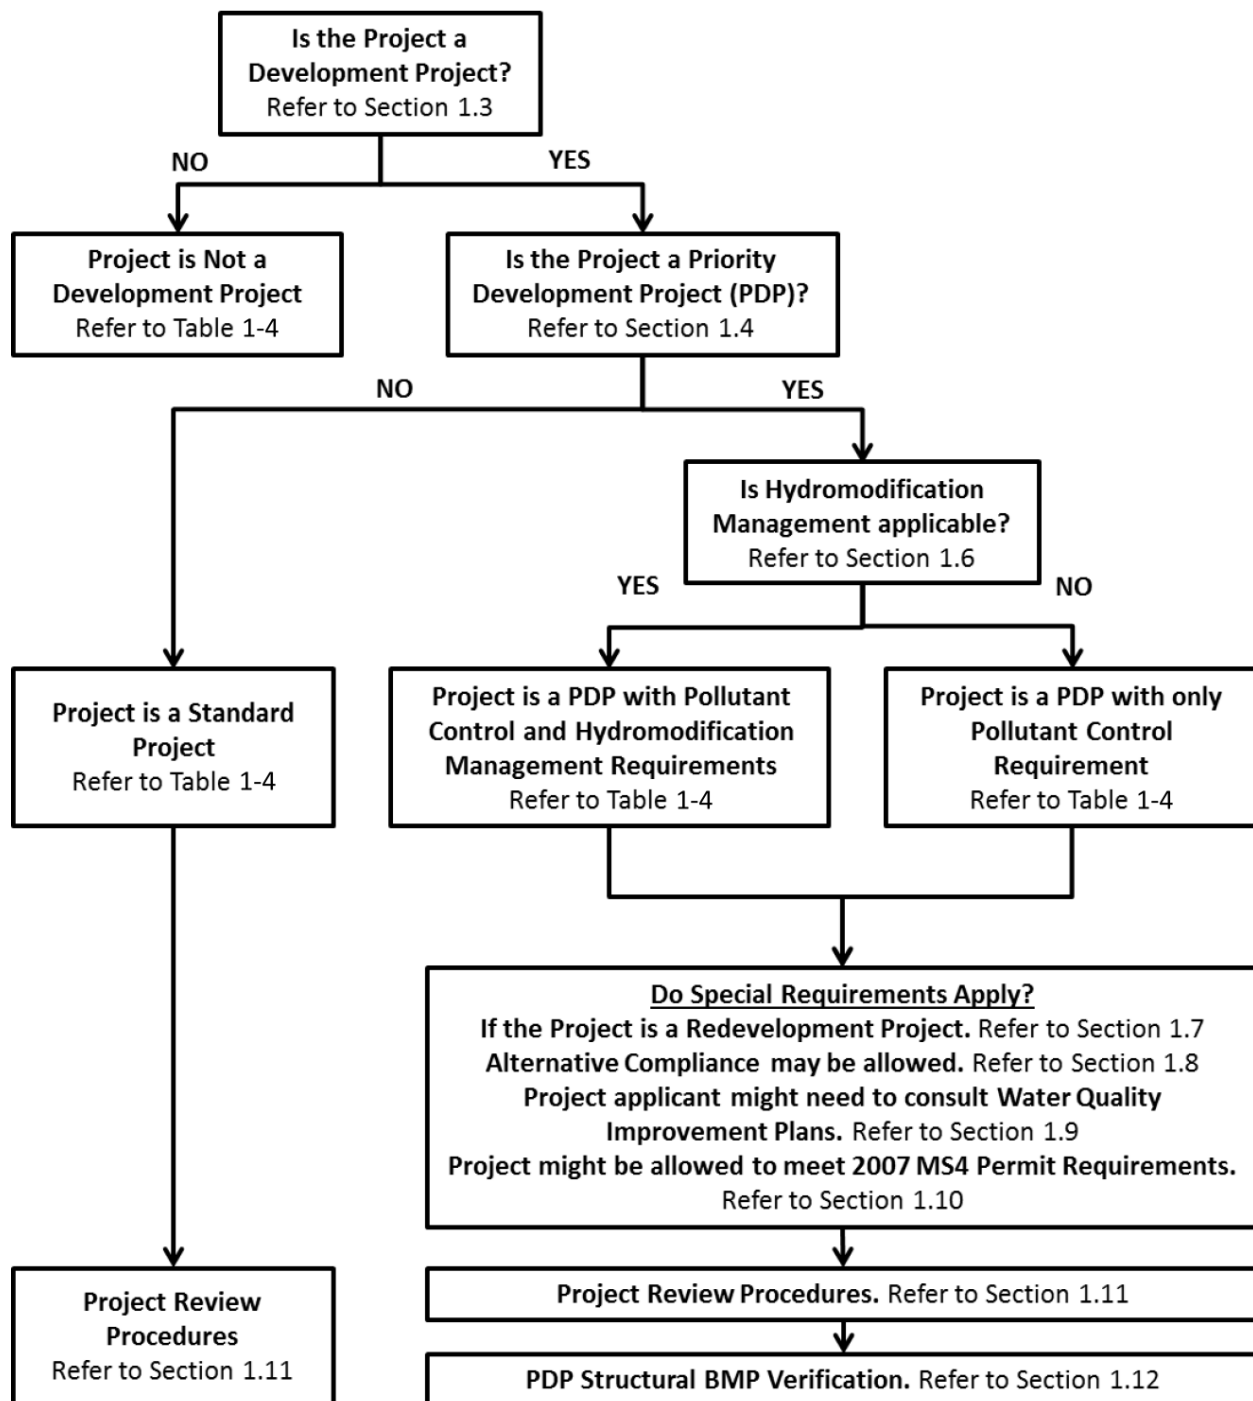 Is the Project a
Development Project?
Refer to Section 1.3
NO
YES
Project is Not a
Development Project
Refer to Table 1-4
Is the Project a Priority
Development Project (PDP)?
Refer to Section 1.4
NO
YES
Is Hydromodification
Management applicable?
Refer to Section 1.6
YES
NO
Project is a Standard
Project
Refer to Table 1-4
Project is a PDP with Pollutant
Control and Hydromodification
Management Requirements
Refer to Table 1-4
Project is a PDP with only
Pollutant Control
Requirement
Refer to Table 1-4
Do Special Requirements Apply?
If the Project is a Redevelopment Project. Refer to Section 1.7
Alternative Compliance may be allowed. Refer to Section 1.8
Project applicant might need to consult Water Quality
Improvement Plans. Refer to Section 1.9
Project might be allowed to meet 2007 MS4 Permit Requirements.
Refer to Section 1.10
Project Review
Procedures
Refer to Section 1.11
Project Review Procedures. Refer to Section 1.11
PDP Structural BMP Verification. Refer to Section 1.12